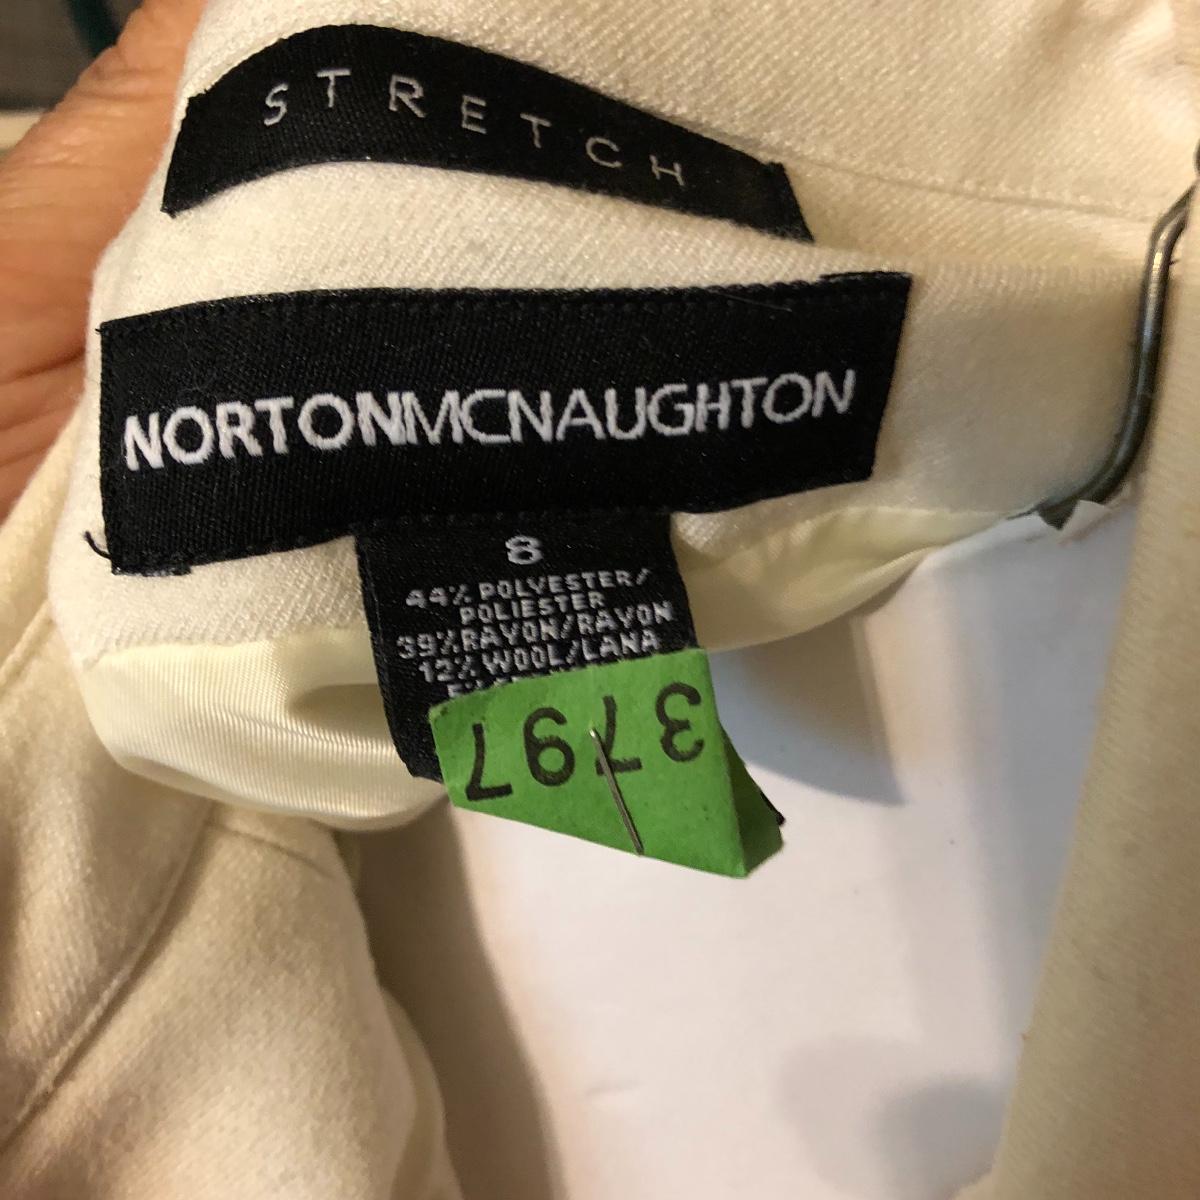 STRETCH
NORTONMCNAUGHTON
8
44% POLYESTER/
POLIESTER
39%RAYON/RAYON
12% WOOL/LANA
3797